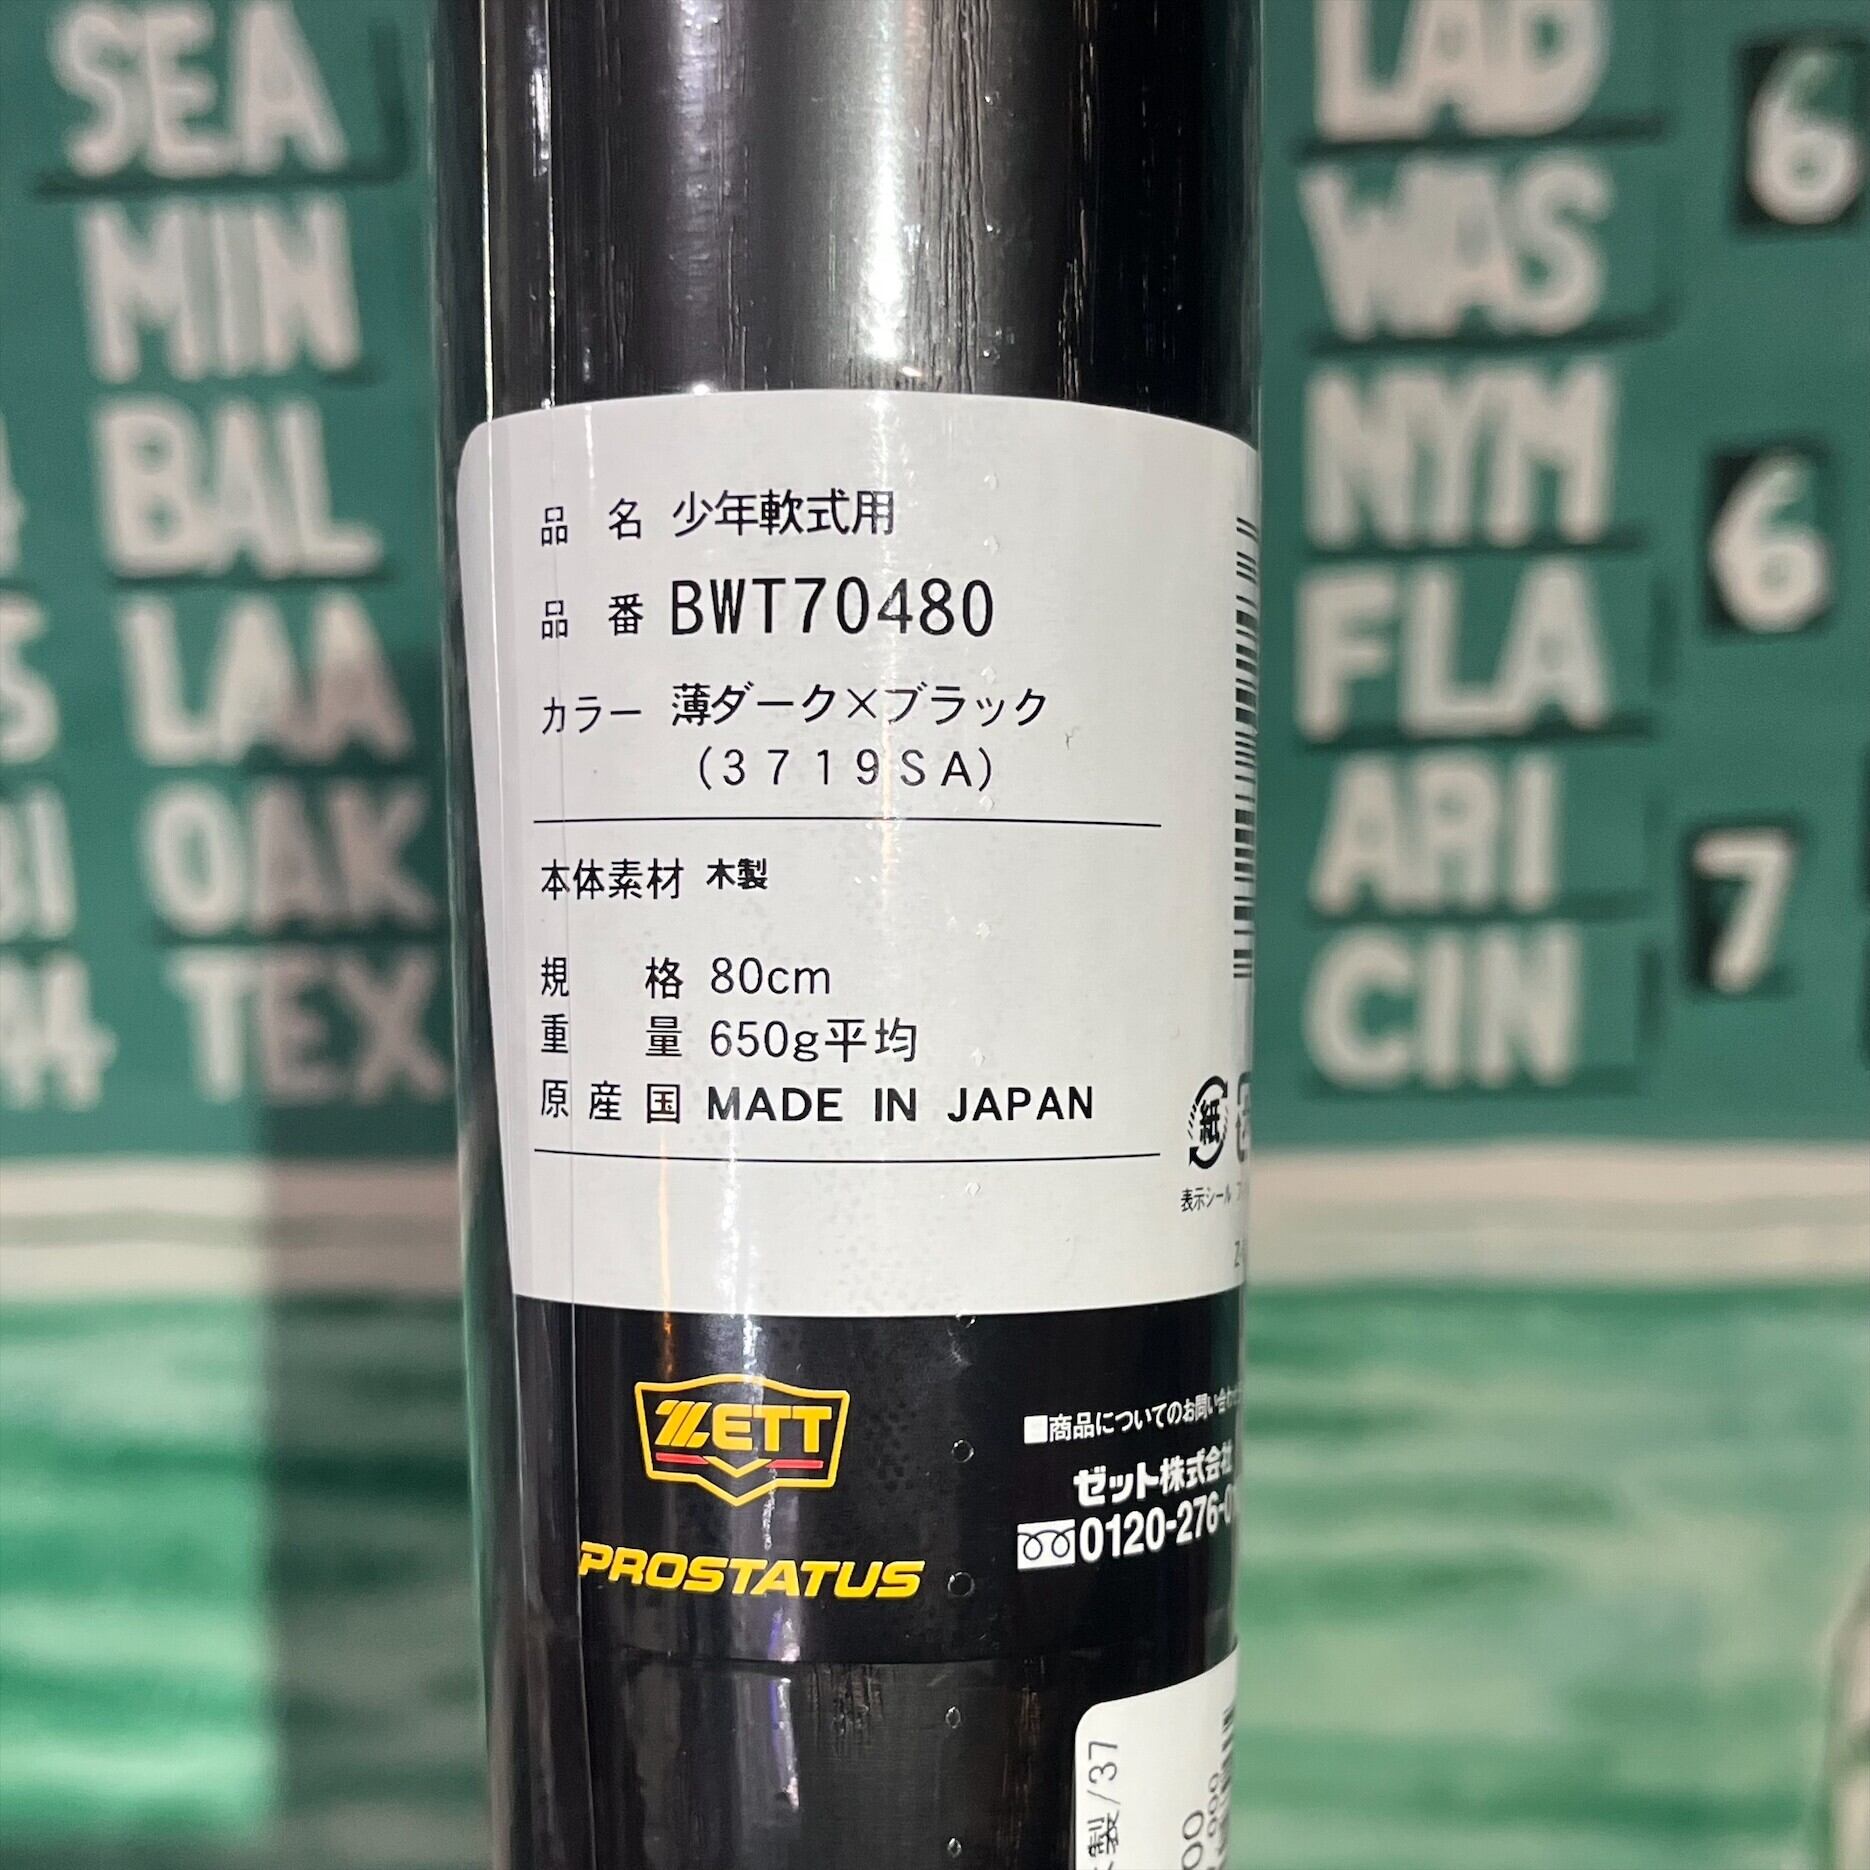 SEA
MIN
BAL
LAA
OAK
TEX
LAD
WAS
NYM
FLA
ARI
CIN
6
6
7
品名 少年軟式用
品番 BWT70480
カラー 薄ダーク×ブラック
(3719SA)
本体素材 木製
規格 80cm
重量 650g平均
原産国 MADE IN JAPAN
紙
表示シール
ZETT
PROSTATUS
■商品についてのお問い合わせ
ゼット株式会社
0120-276-0
製/37